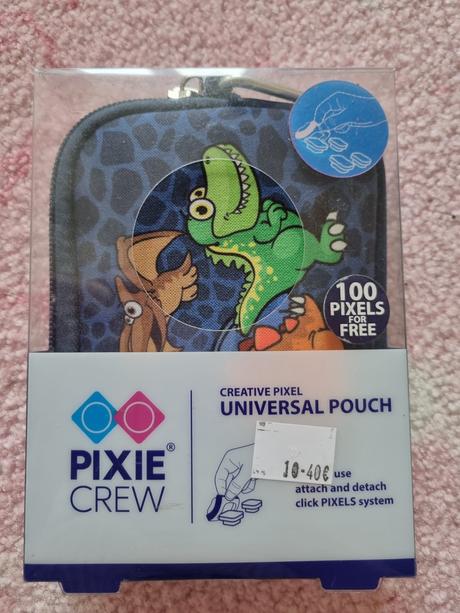 100
PIXELS
FOR
FREE
PIXIE®
CREW
CREATIVE PIXEL
UNIVERSAL POUCH
10-40€
use
attach and detach
click PIXELS system